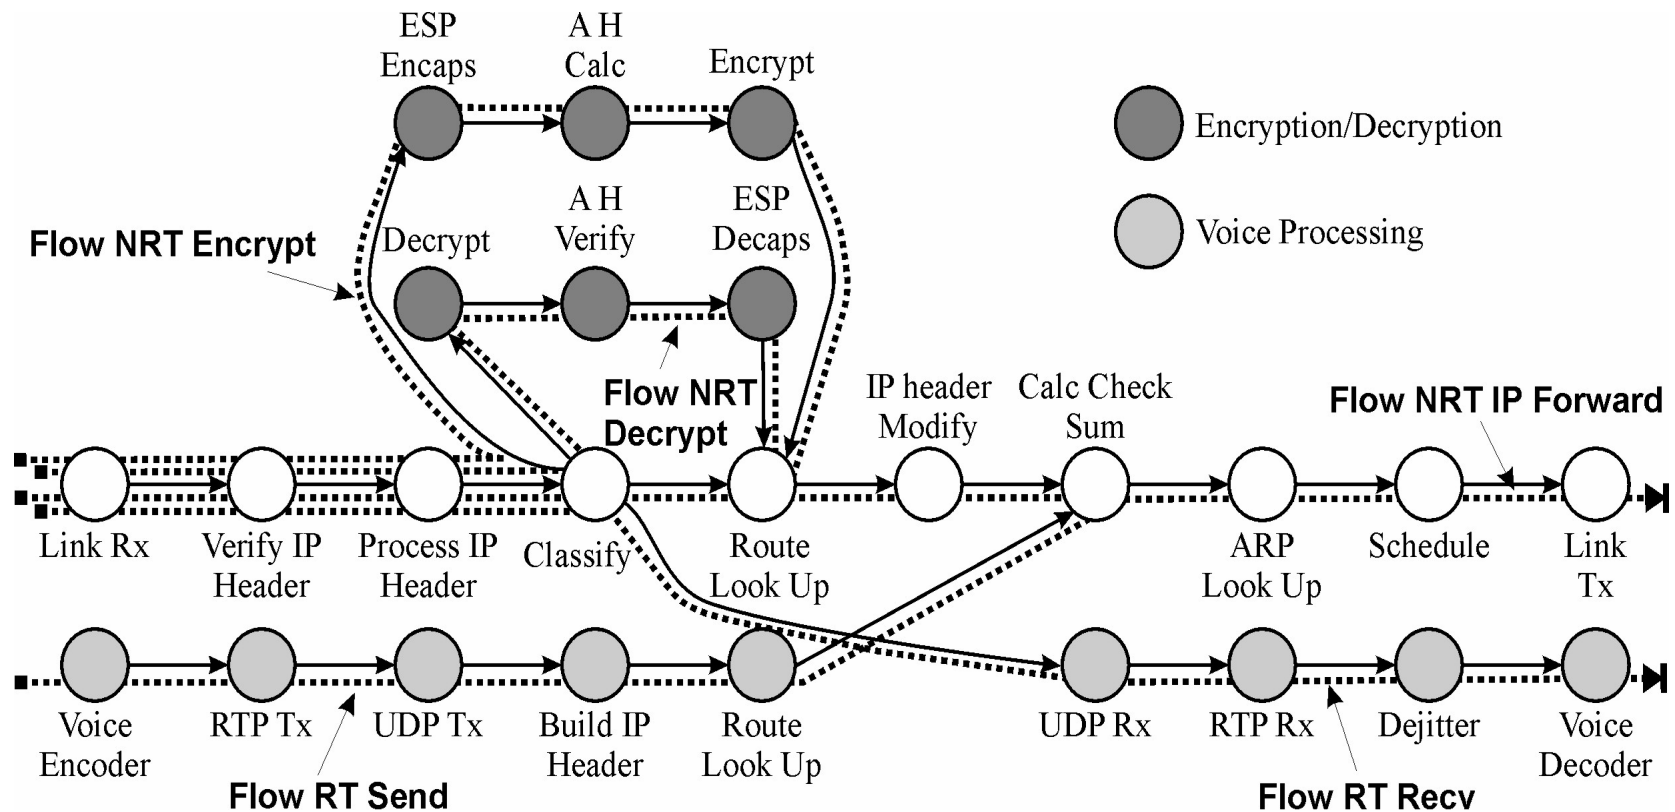 ESP
Encaps
A H
Calc
Encrypt
Encryption/Decryption
Decrypt
A H
Verify
ESP
Decaps
Voice Processing
Flow NRT Encrypt
Flow NRT
Decrypt
IP header
Modify
Calc Check
Sum
Flow NRT IP Forward
Link Rx
Verify IP
Header
Process IP
Header
Classify
Route
Look Up
ARP
Look Up
Schedule
Link
Tx
Voice
Encoder
RTP Tx
UDP Tx
Build IP
Header
Route
Look Up
UDP Rx
RTP Rx
Dejitter
Voice
Decoder
Flow RT Send
Flow RT Recv